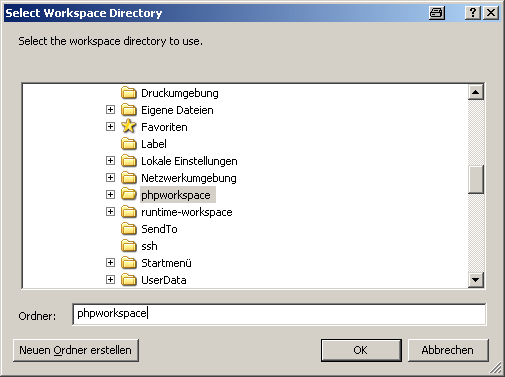 Select Workspace Directory
Select the workspace directory to use.
Druckumgebung
Eigene Dateien
Favoriten
Label
Lokale Einstellungen
Netzwerkumgebung
phpworkspace
runtime-workspace
SendTo
ssh
Startmenü
UserData
Ordner: phpworkspace
Neuen Ordner erstellen OK Abbrechen